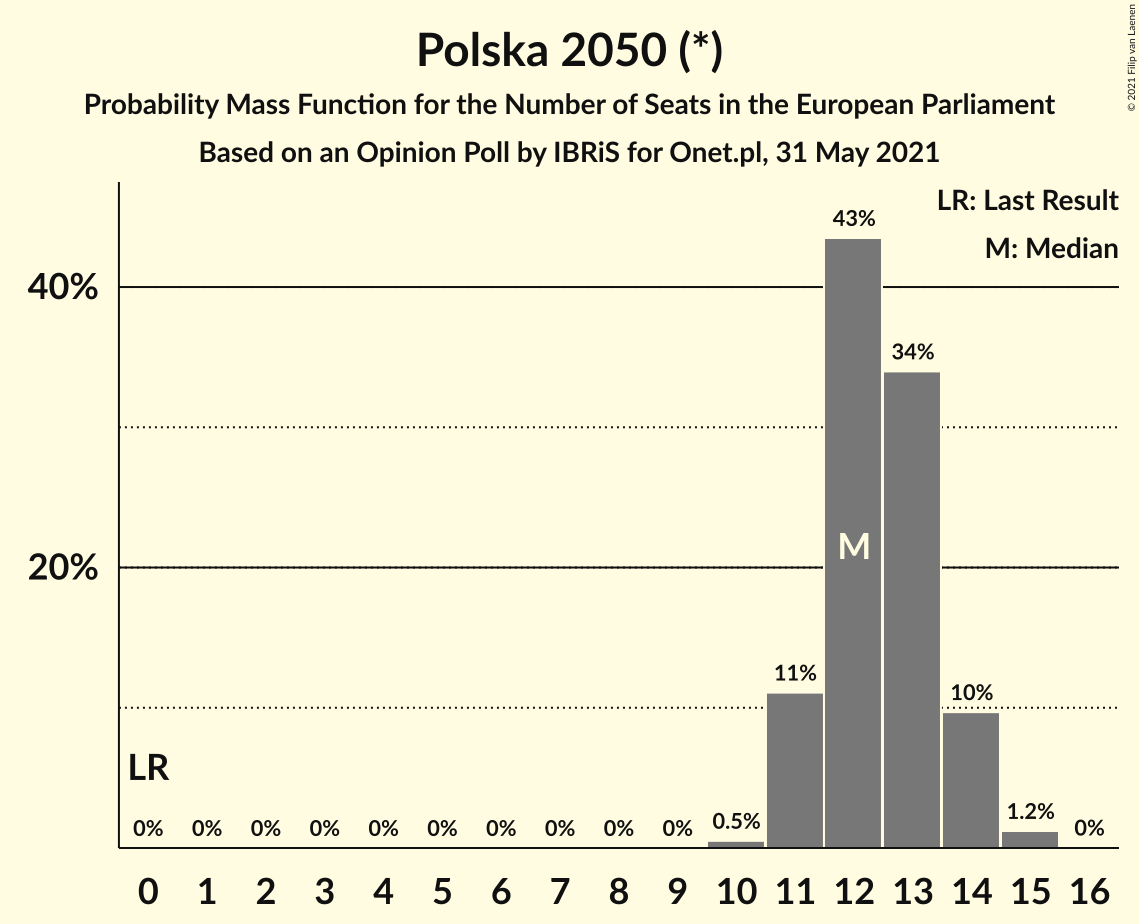 Polska 2050 (*)
Probability Mass Function for the Number of Seats in the European Parliament
Based on an Opinion Poll by IBRiS for Onet.pl, 31 May 2021
© 2021 Filip van Laenen
LR: Last Result
M: Median
40%
20%
43%
34%
M
11%
10%
LR
0% 0% 0% 0% 0% 0% 0% 0% 0% 0% 0.5% 1.2% 0%
0 1 2 3 4 5 6 7 8 9 10 11 12 13 14 15 16